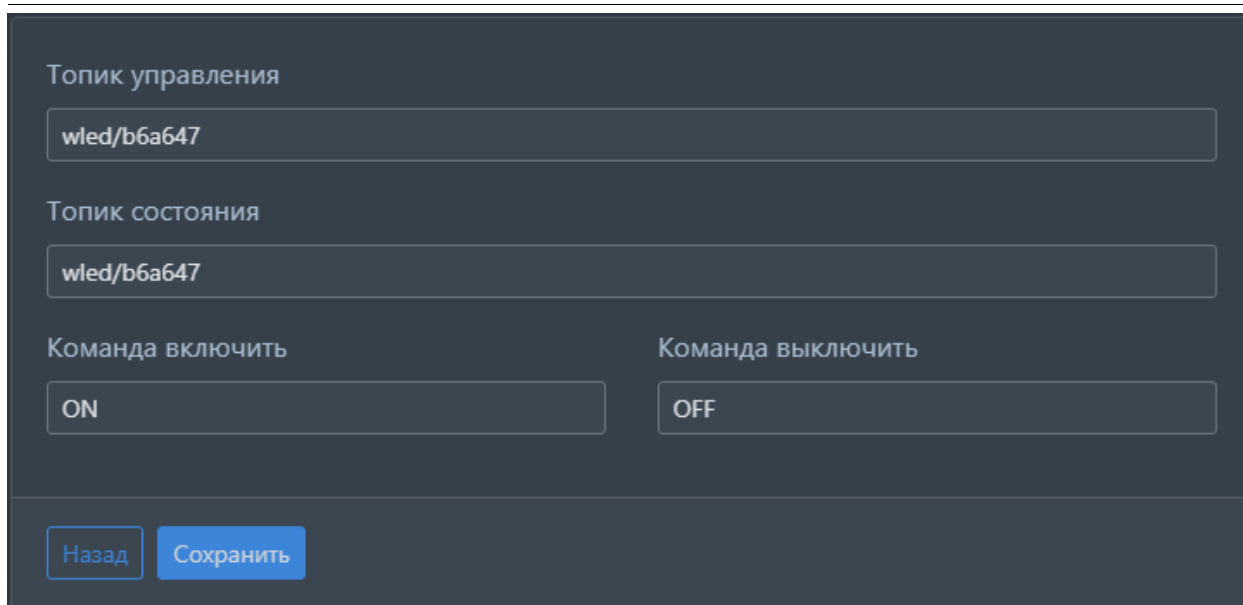 Топик управления
wled/b6a647
Топик состояния
wled/b6a647
Команда включить Команда выключить
ON OFF
Назад Сохранить